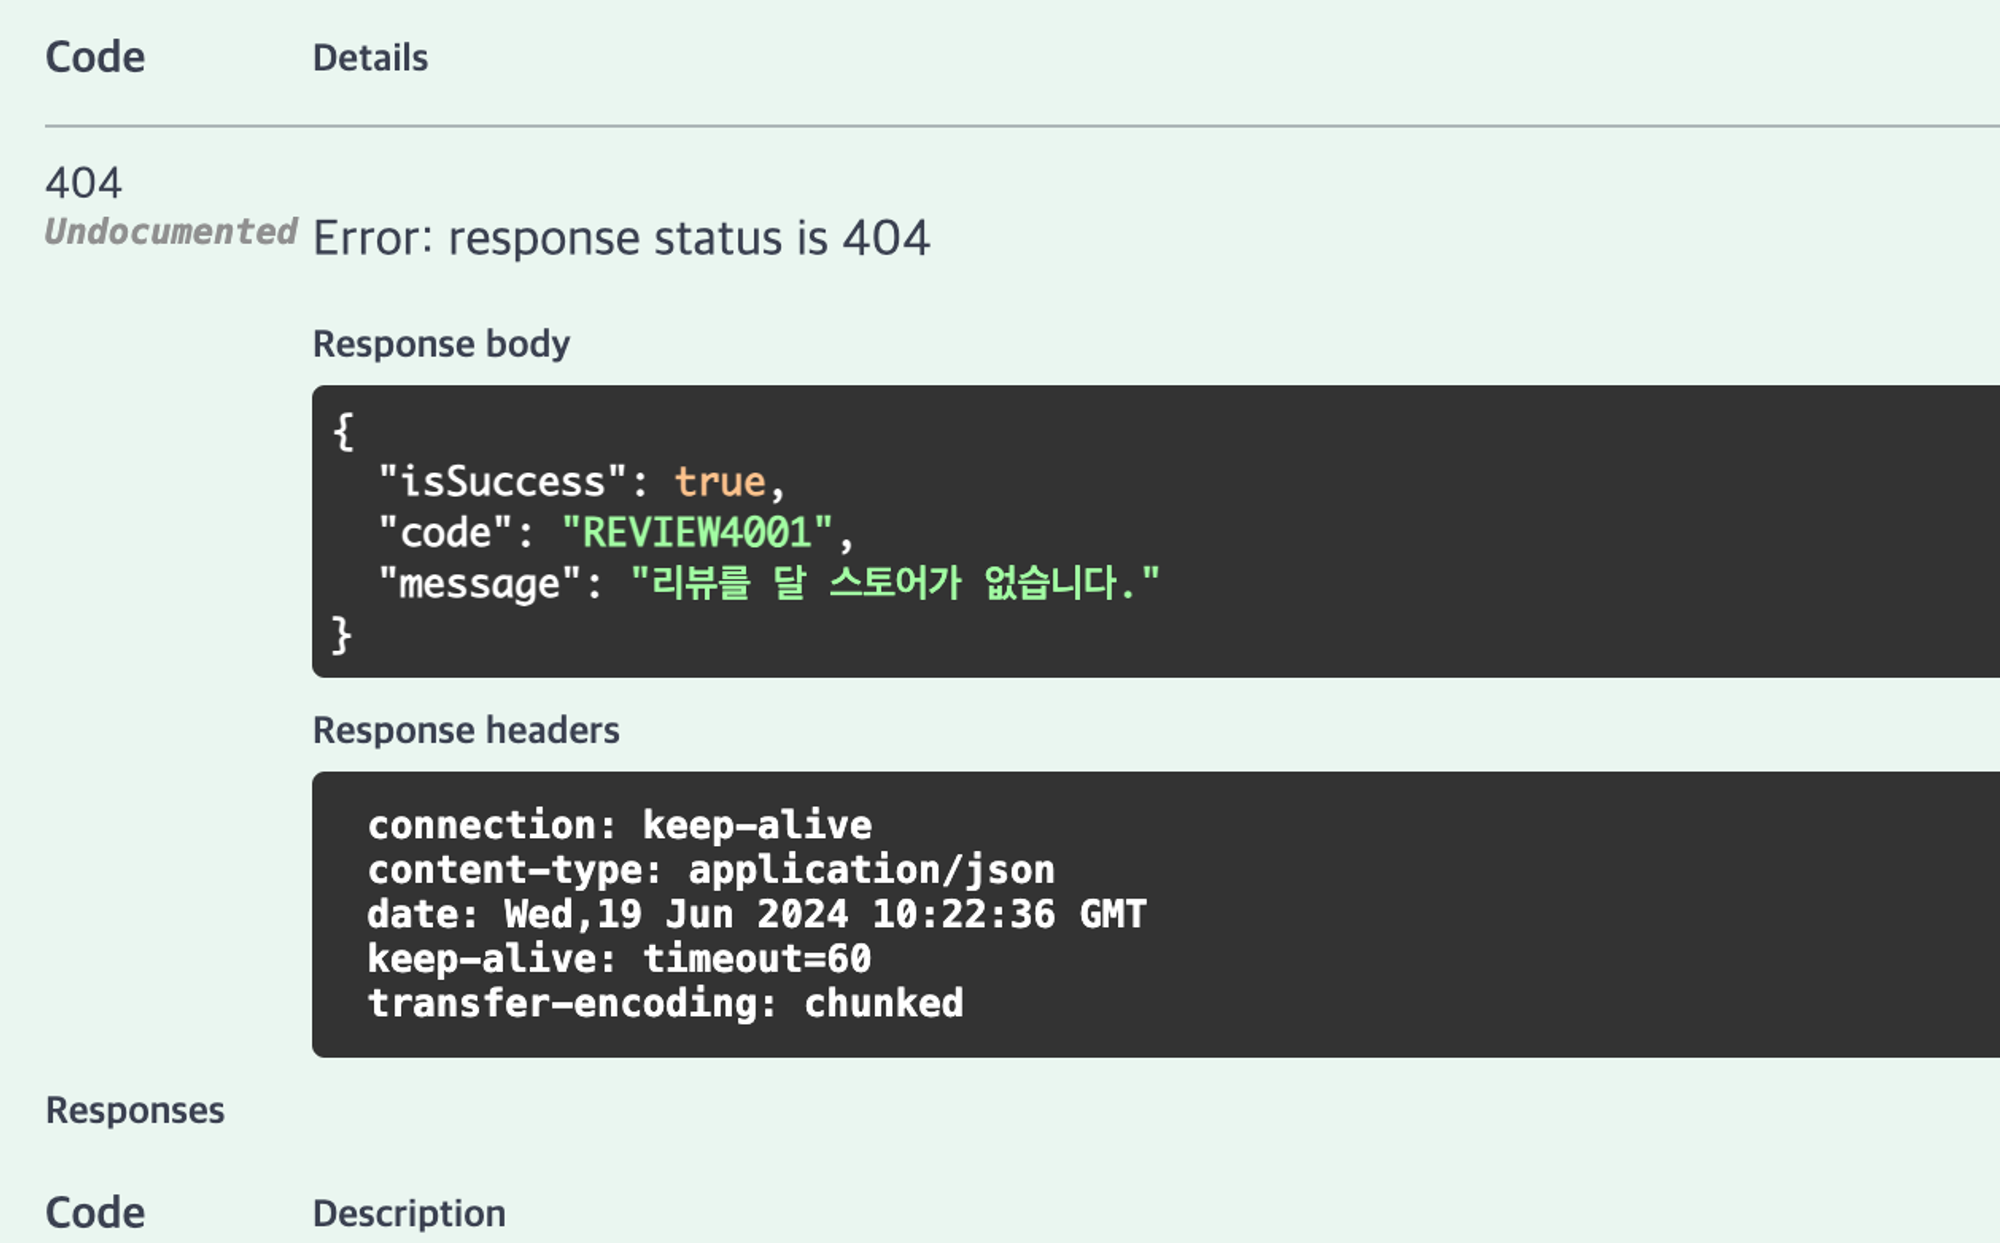 Code Details
404
Undocumented Error: response status is 404
Response body
{
  "isSuccess": true,
  "code": "REVIEW4001",
  "message": "리뷰를 달 스토어가 없습니다."
}
Response headers
connection: keep-alive
content-type: application/json
date: Wed,19 Jun 2024 10:22:36 GMT
keep-alive: timeout=60
transfer-encoding: chunked
Responses
Code Description